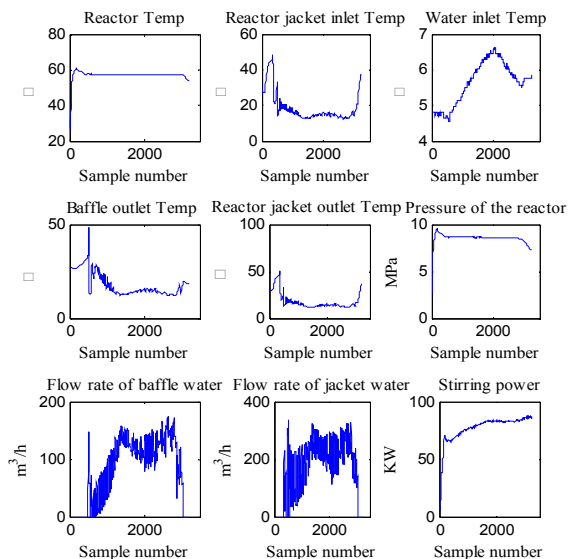 Reactor Temp Reactor jacket inlet Temp Water inlet Temp
80 60 7
60 40 6
□ 40 □ □
20 5
20 0 4
0 2000 0 2000 0 2000
Sample number Sample number Sample number
Baffle outlet Temp Reactor jacket outlet Temp Pressure of the reactor
50 100 10
□ □ 50 MPa 5
0 0 0
0 2000 0 2000 0 2000
Sample number Sample number Sample number
Flow rate of baffle water Flow rate of jacket water Stirring power
200 400 100
m³/h 100 m³/h 200 KW 50
0 0 0
0 2000 0 2000 0 2000
Sample number Sample number Sample number